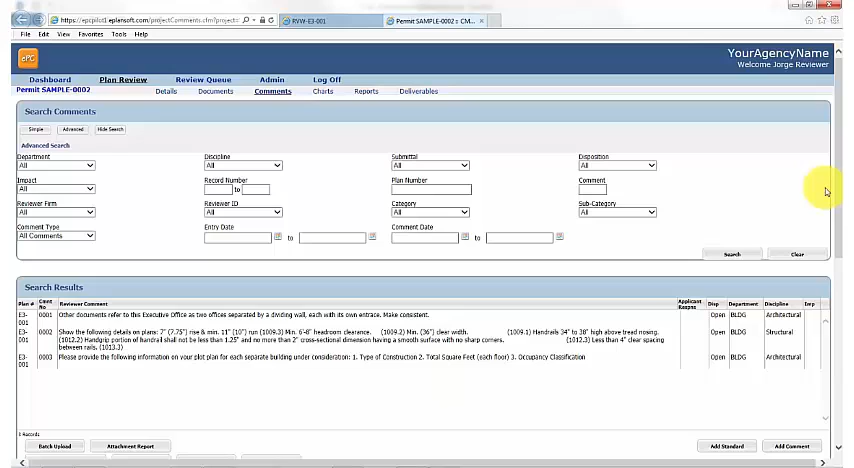 https://epcpilot1.eplansoft.com/projectComments.cfm?project=
RVW-E3-001
Permit SAMPLE-0002 :: CM...
File Edit View Favorites Tools Help
ePC
YourAgencyName
Welcome Jorge Reviewer
Dashboard Plan Review Review Queue Admin Log Off
Permit SAMPLE-0002 Details Documents Comments Charts Reports Deliverables
Search Comments
Simple Advanced Hide Search
Advanced Search
Department Discipline Submittal Disposition
All All All All
Impact Record Number Plan Number Comment
All to
Reviewer Firm Reviewer ID Category Sub-Category
All All All All
Comment Type Entry Date Comment Date
All Comments to to
Search Clear
Search Results
Plan # Cmnt No Reviewer Comment Applicant Respns Disp Department Discipline Imp
E3-001 0001 Other documents refer to this Executive Office as two offices separated by a dividing wall, each with its own entrace. Make consistent. Open BLDG Architectural
E3-001 0002 Show the following details on plans: 7" (7.75") rise & min. 11" (10") run (1009.3) Min. 6'-8" headroom clearance. (1009.2) Min. (36") clear width. (1009.1) Handrails 34" to 38" high above tread nosing. Open BLDG Structural
(1012.2) Handgrip portion of handrail shall not be less than 1.25" and no more than 2" cross-sectional dimension having a smooth surface with no sharp corners. (1012.3) Less than 4" clear spacing
between rails. (1013.3)
E3-001 0003 Please provide the following information on your plot plan for each separate building under consideration: 1. Type of Construction 2. Total Square Feet (each floor) 3. Occupancy Classification Open BLDG Architectural
3 Records
Batch Upload Attachment Report Add Standard Add Comment